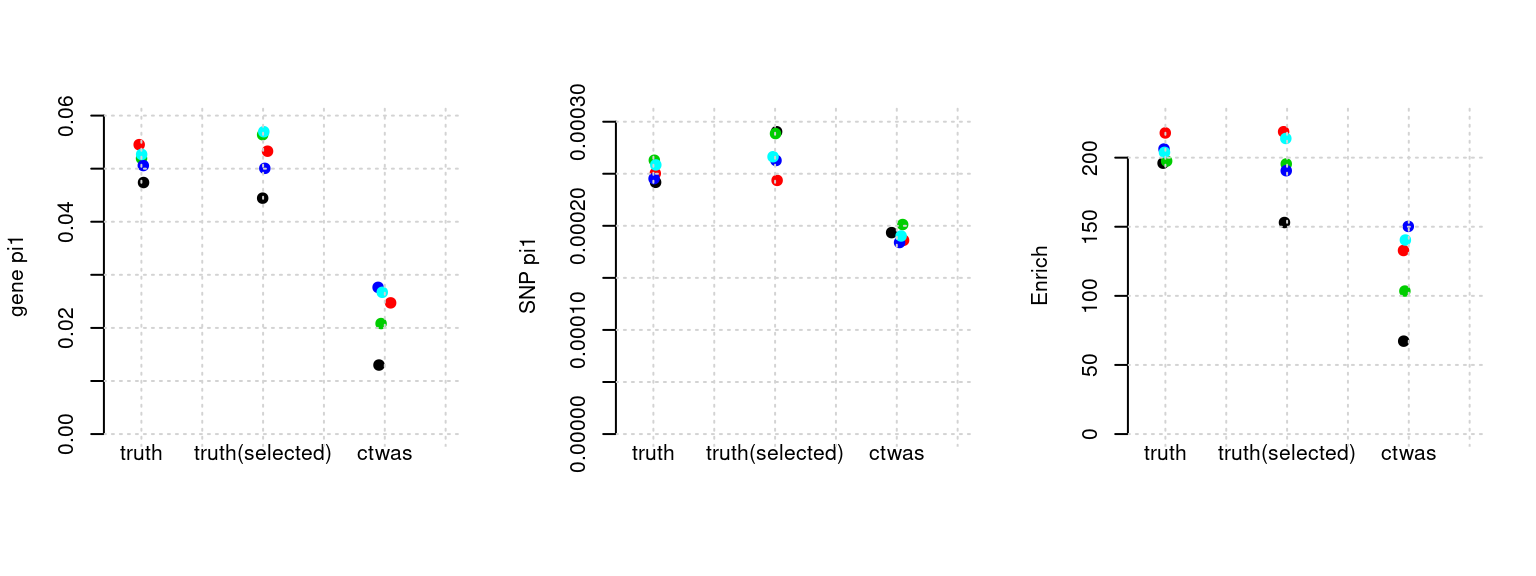 gene pi1
0.00
0.02
0.04
0.06
truth
truth(selected)
ctwas
SNP pi1
0.00000
0.00010
0.00020
0.00030
truth
truth(selected)
ctwas
Enrich
0
50
100
150
200
truth
truth(selected)
ctwas